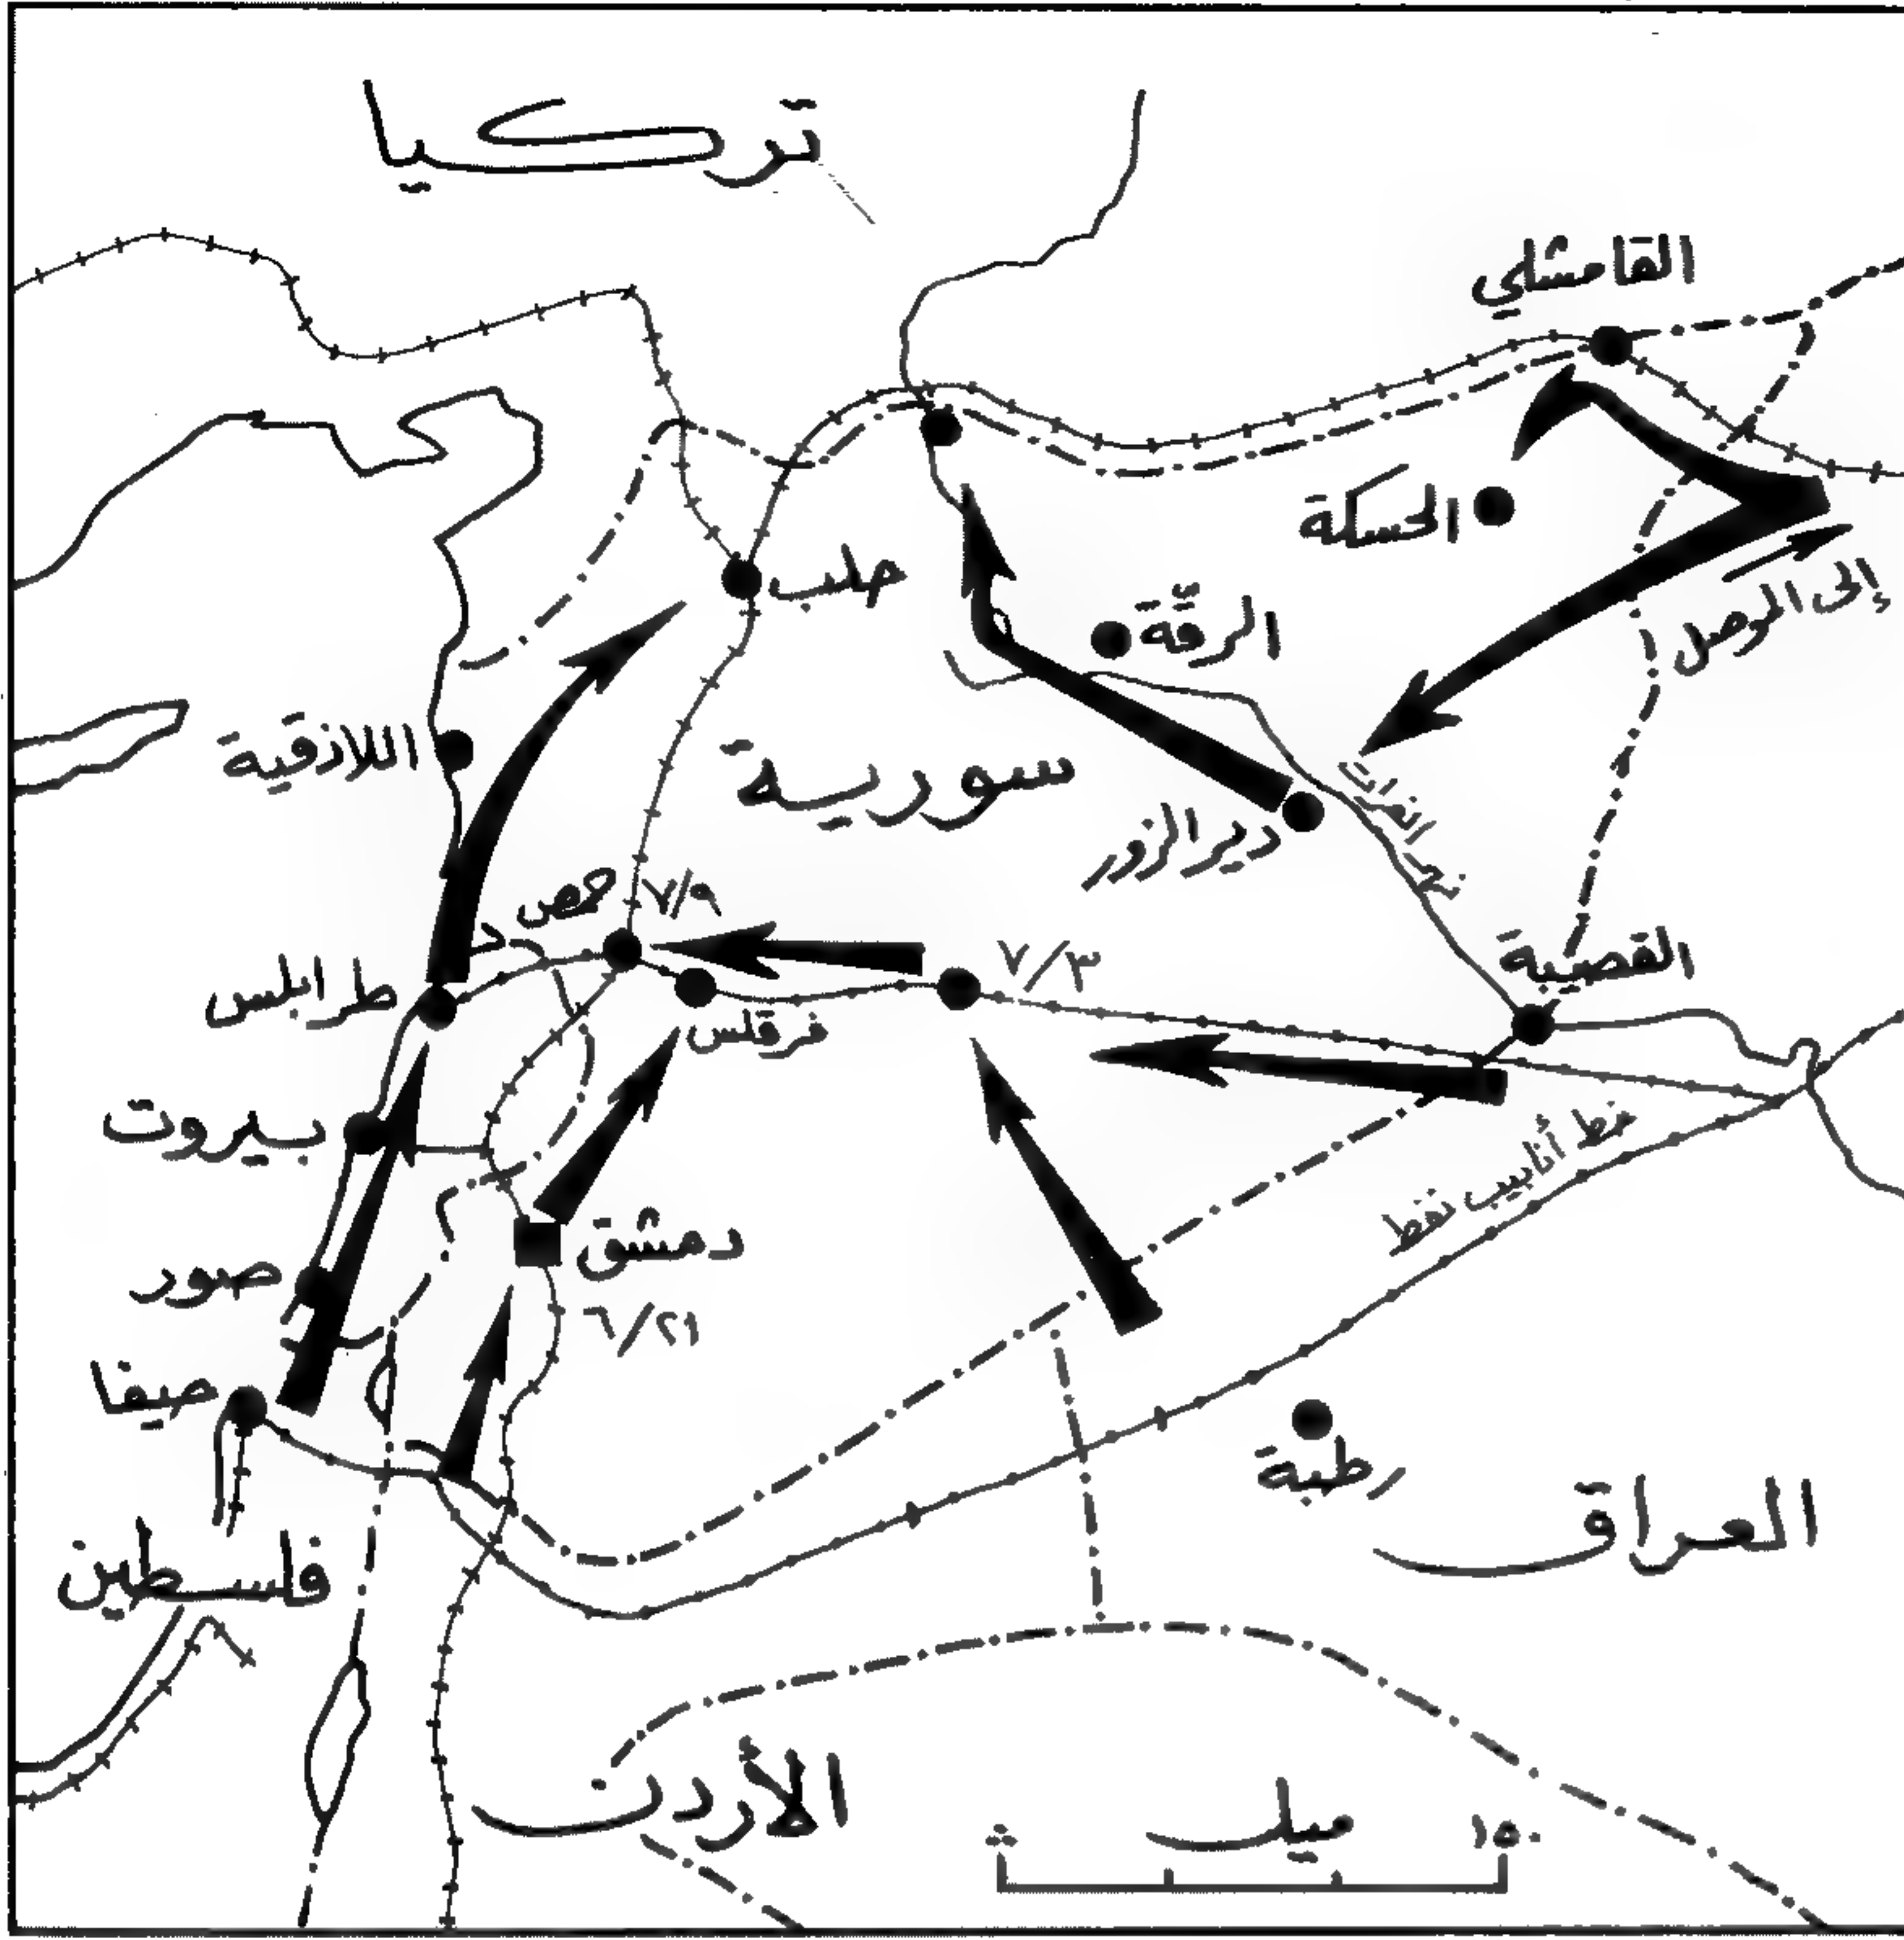 تركيا
القامشلي
الحسكة
حلب
الرقة
إلى الموصل
اللاذقية
سورية
نهر الفرات
دير الزور
حمص
٧/٩
طرابلس
٧/٣
القصيبة
فرقلس
بيروت
خط أنابيب نفط
دمشق
صور
٦/٢١
حيفا
رطبة
العراق
فلسطين
الأردن
ميل
١٥٠